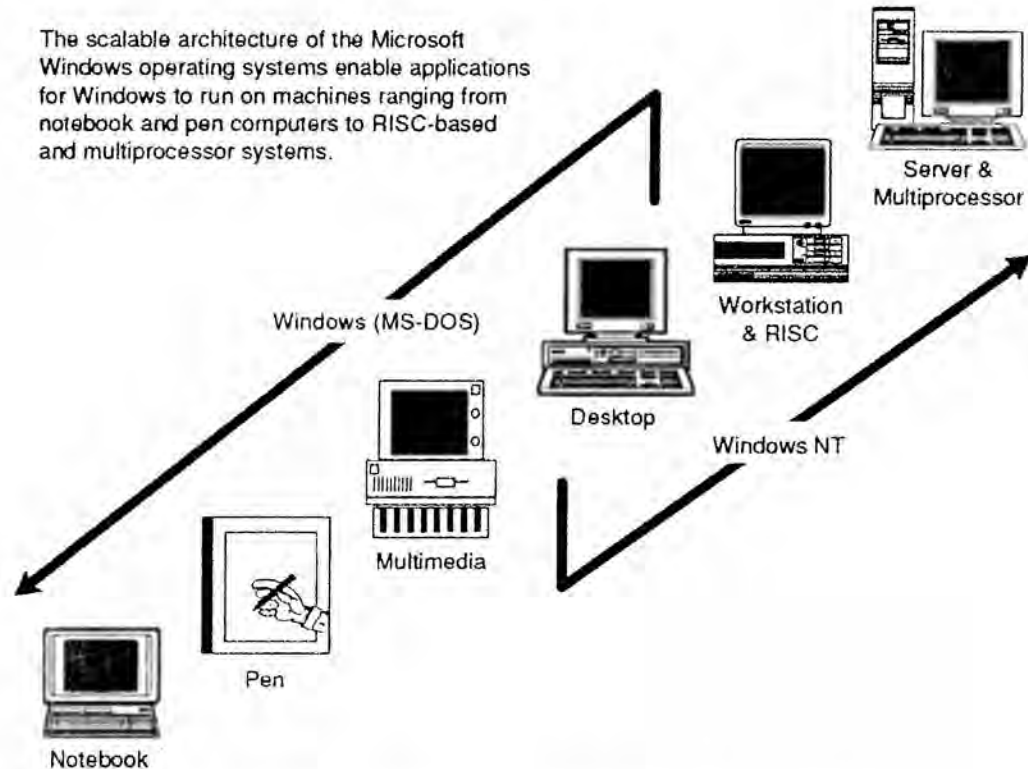 The scalable architecture of the Microsoft
Windows operating systems enable applications
for Windows to run on machines ranging from
notebook and pen computers to RISC-based
and multiprocessor systems.
Server &
Multiprocessor
Workstation
& RISC
Windows (MS-DOS)
Desktop
Windows NT
Multimedia
Pen
Notebook